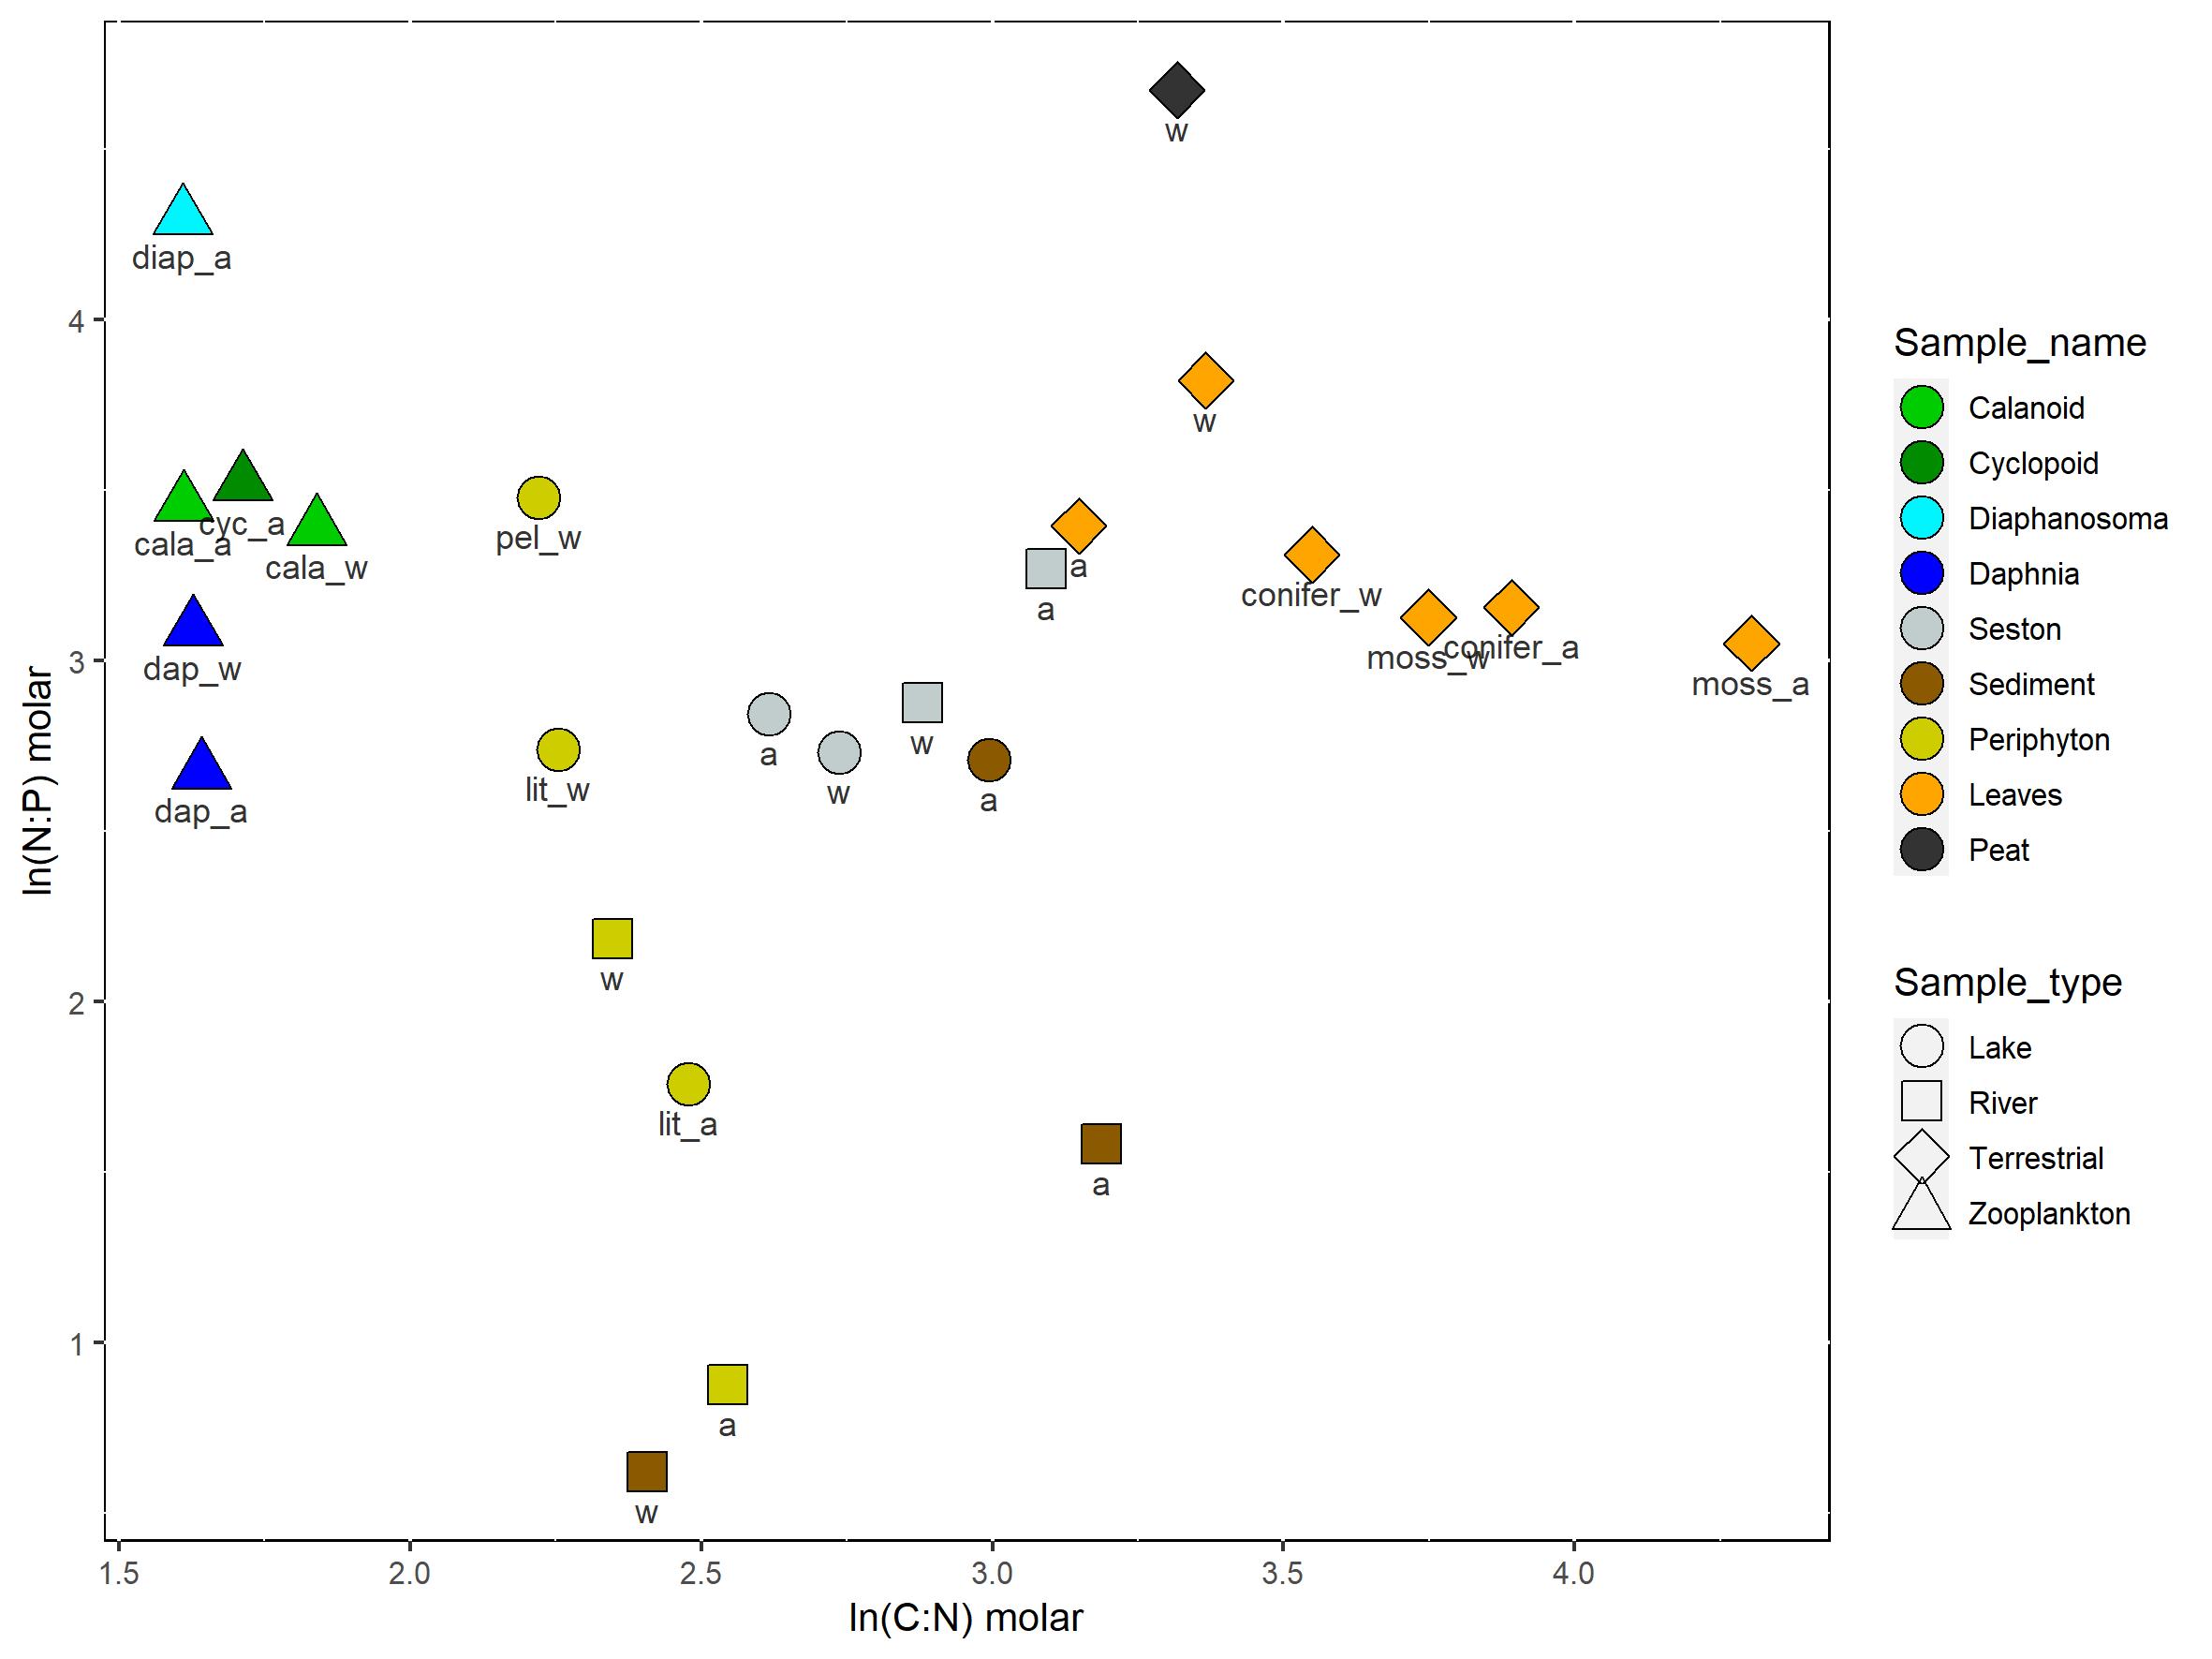 w
diap_a
4
w
cyc_a
cala_a
pel_w
cala_w
a
conifer_w
a
3
dap_w
moss_w
conifer_a
moss_a
w
a
lit_w
w
a
dap_a
ln(N:P) molar
w
2
lit_a
a
1
a
w
1.5
2.0
2.5
3.0
3.5
4.0
ln(C:N) molar
Sample_name
Calanoid
Cyclopoid
Diaphanosoma
Daphnia
Seston
Sediment
Periphyton
Leaves
Peat
Sample_type
Lake
River
Terrestrial
Zooplankton